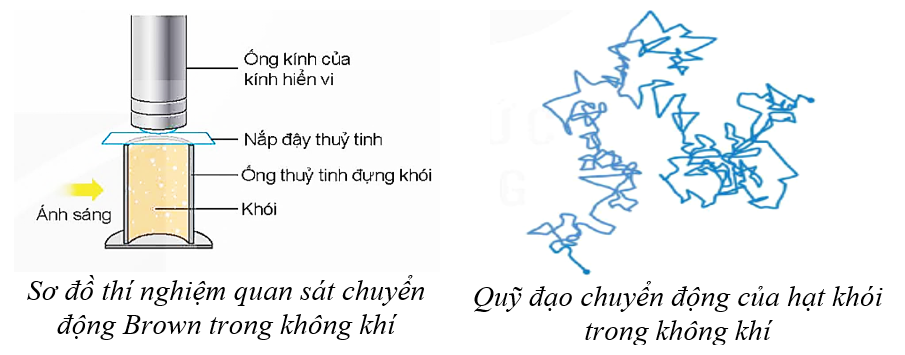 Ống kính của
kính hiển vi
Nắp đậy thuỷ tinh
Ống thuỷ tinh đựng khói
Ánh sáng
Khói
Sơ đồ thí nghiệm quan sát chuyển
động Brown trong không khí
Quỹ đạo chuyển động của hạt khói
trong không khí